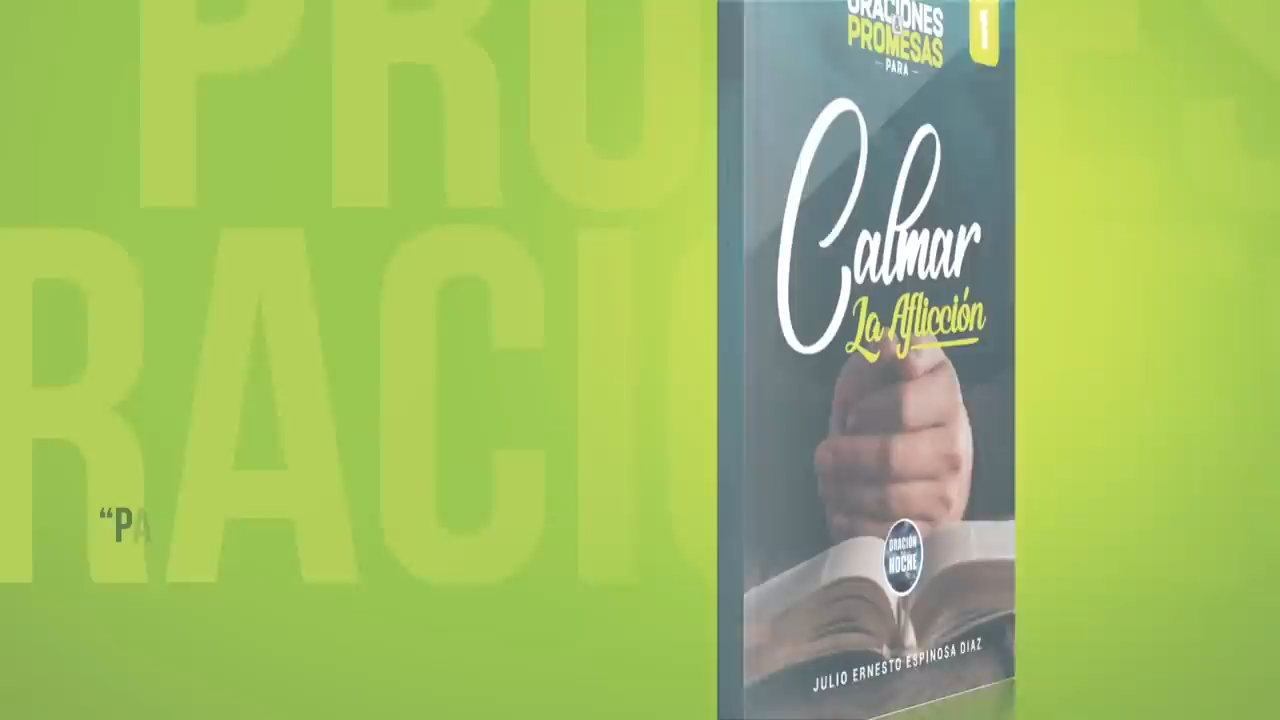 PRO
RACIO
“PA
ORACIONES
&
PROMESAS
PARA
1
Calmar
La Aflicción
ORACIÓN
NOCHE
JULIO ERNESTO ESPINOSA DIAZ